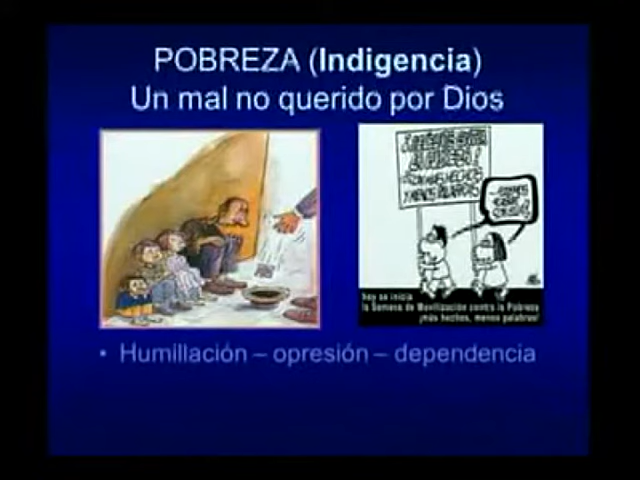 POBREZA (Indigencia)
Un mal no querido por Dios
hoy se inicia
la Semana de Movilización contra la Pobreza
¡más hechos, menos palabras!
• Humillación – opresión – dependencia